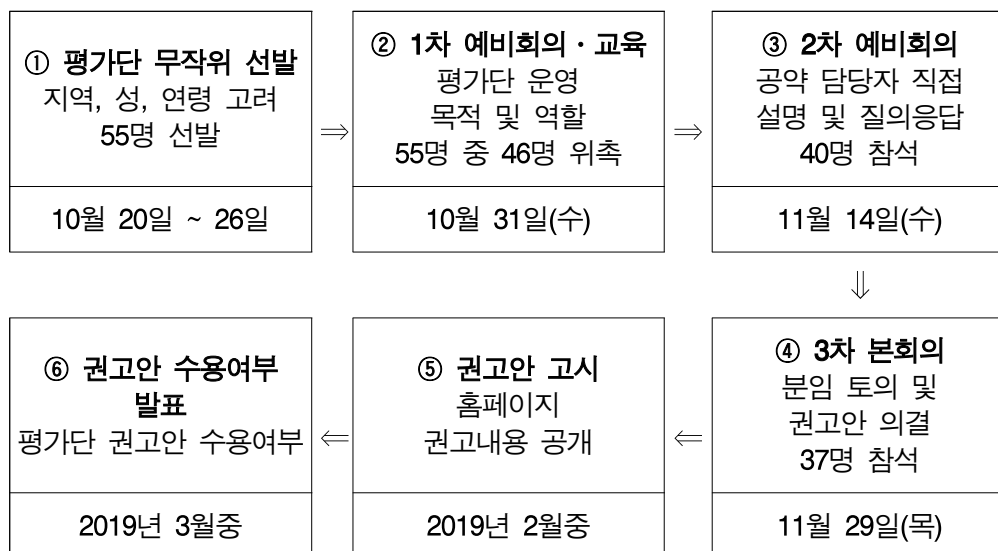 ① 평가단 무작위 선발
지역, 성, 연령 고려
55명 선발
10월 20일 ~ 26일
⇒
② 1차 예비회의·교육
평가단 운영
목적 및 역할
55명 중 46명 위촉
10월 31일(수)
⇒
③ 2차 예비회의
공약 담당자 직접
설명 및 질의응답
40명 참석
11월 14일(수)
⇓
④ 3차 본회의
분임 토의 및
권고안 의결
37명 참석
11월 29일(목)
⇐
⑤ 권고안 고시
홈페이지
권고내용 공개
2019년 2월중
⇐
⑥ 권고안 수용여부
발표
평가단 권고안 수용여부
2019년 3월중